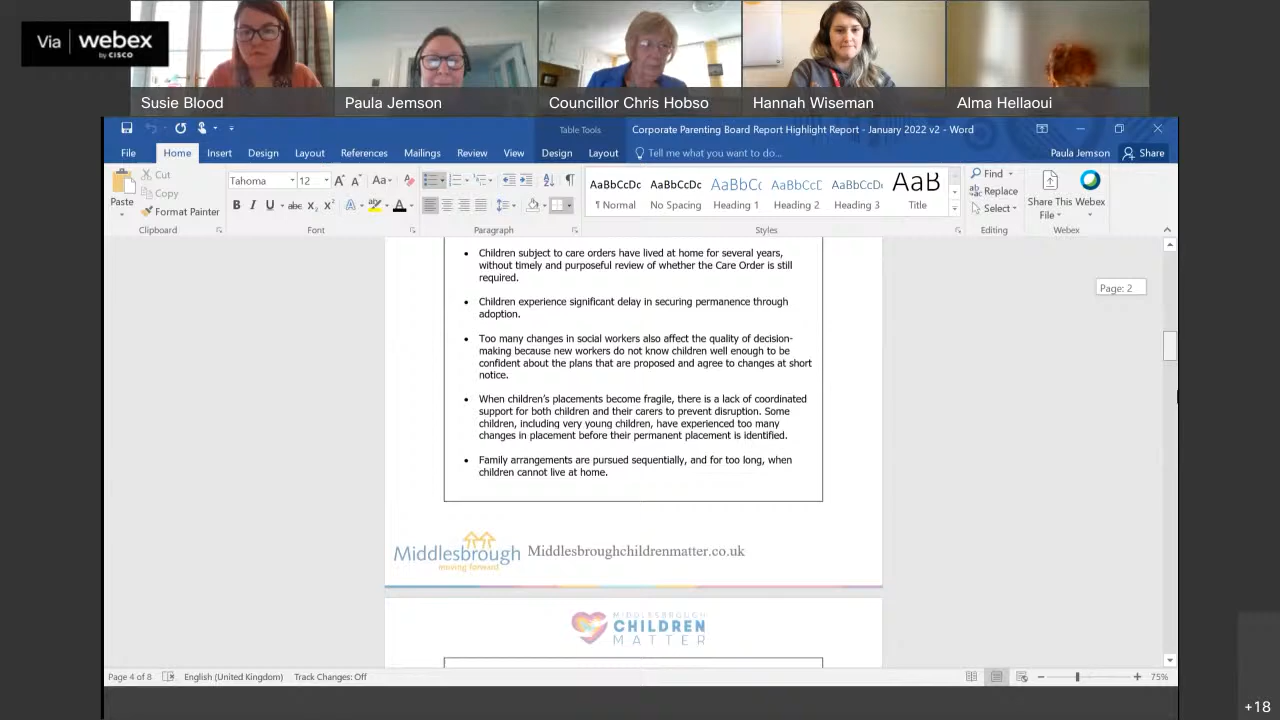 Via webex
by CISCO
Susie Blood
Paula Jemson
Councillor Chris Hobso
Hannah Wiseman
Alma Hellaoui
Table Tools
Corporate Parenting Board Report Highlight Report - January 2022 v2 - Word
File Home Insert Design Layout References Mailings Review View Design Layout Tell me what you want to do...
Paula Jemson Share
Paste
Cut
Copy
Format Painter
Clipboard
Tahoma 12
Font
Paragraph
AaBbCcDc AaBbCcDc AaBbC( AaBbCcE AaBbCcD AaB
¶ Normal No Spacing Heading 1 Heading 2 Heading 3 Title
Styles
Find
Replace
Select
Editing
Share This File
Webex
Webex
Page: 2
• Children subject to care orders have lived at home for several years,
without timely and purposeful review of whether the Care Order is still
required.
• Children experience significant delay in securing permanence through
adoption.
• Too many changes in social workers also affect the quality of decision-
making because new workers do not know children well enough to be
confident about the plans that are proposed and agree to changes at short
notice.
• When children's placements become fragile, there is a lack of coordinated
support for both children and their carers to prevent disruption. Some
children, including very young children, have experienced too many
changes in placement before their permanent placement is identified.
• Family arrangements are pursued sequentially, and for too long, when
children cannot live at home.
Middlesbrough
moving forward
Middlesbroughchildrenmatter.co.uk
MIDDLESBROUGH
CHILDREN
MATTER
Page 4 of 8 English (United Kingdom) Track Changes: Off
75%
+18